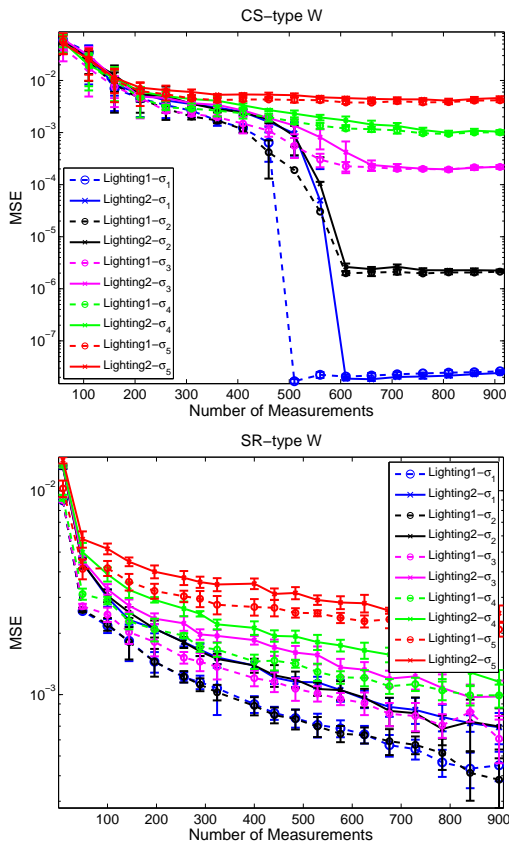 CS-type W
10^-2
10^-3
10^-4
10^-5
10^-6
10^-7
MSE
Lighting1-σ1
Lighting2-σ1
Lighting1-σ2
Lighting2-σ2
Lighting1-σ3
Lighting2-σ3
Lighting1-σ4
Lighting2-σ4
Lighting1-σ5
Lighting2-σ5
100 200 300 400 500 600 700 800 900
Number of Measurements
SR-type W
10^-2
10^-3
MSE
Lighting1-σ1
Lighting2-σ1
Lighting1-σ2
Lighting2-σ2
Lighting1-σ3
Lighting2-σ3
Lighting1-σ4
Lighting2-σ4
Lighting1-σ5
Lighting2-σ5
100 200 300 400 500 600 700 800 900
Number of Measurements